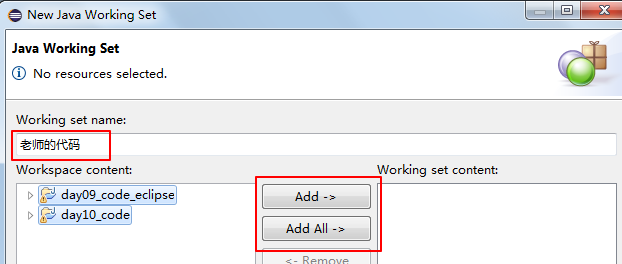 New Java Working Set
Java Working Set
No resources selected.
Working set name:
老师的代码
Workspace content:
Working set content:
day09_code_eclipse
day10_code
Add ->
Add All ->
<- Remove